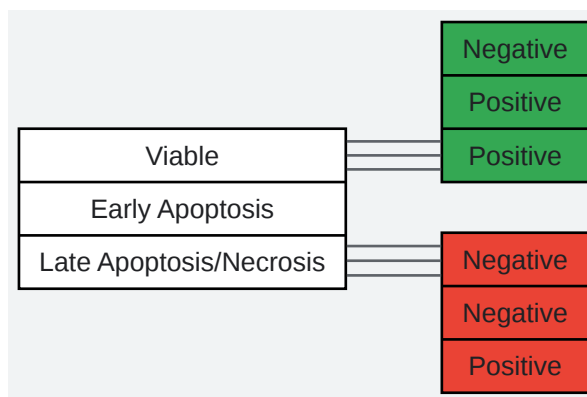 Viable
Early Apoptosis
Late Apoptosis/Necrosis
Negative
Positive
Positive
Negative
Negative
Positive